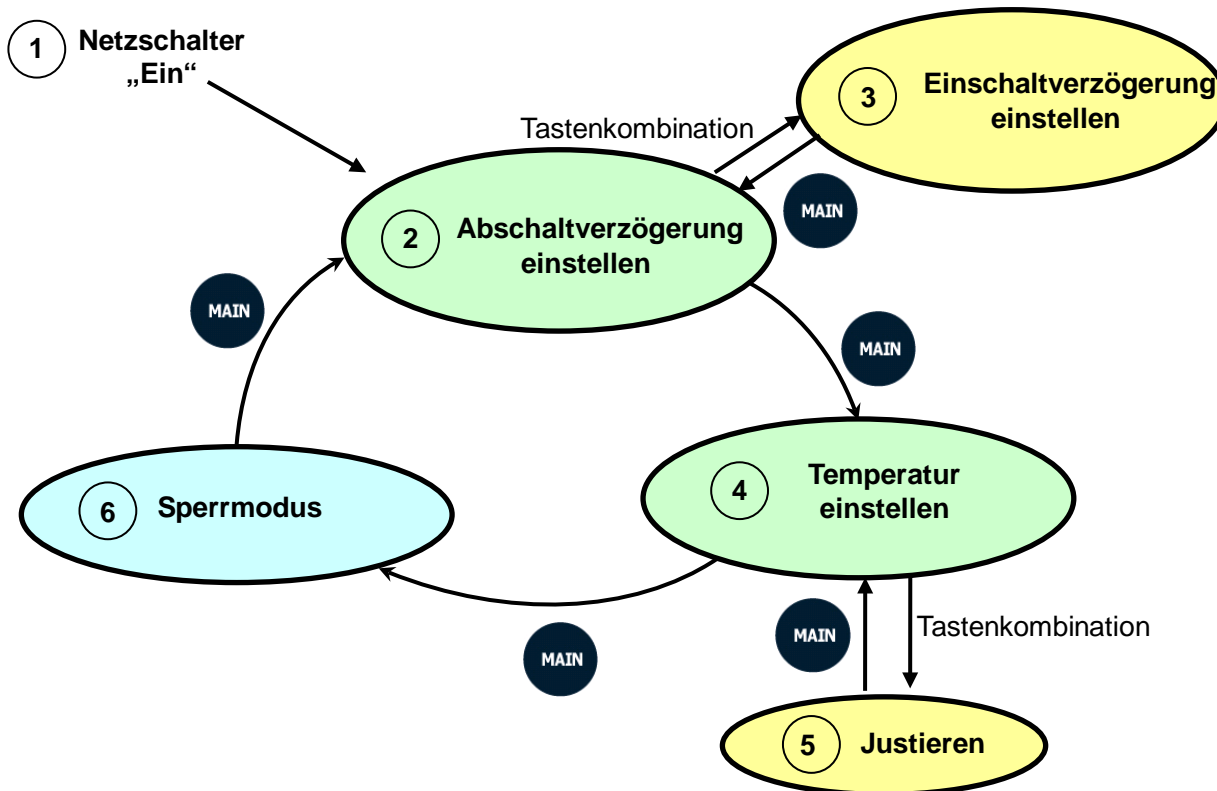 1 Netzschalter
„Ein“
3 Einschaltverzögerung
einstellen
Tastenkombination
MAIN
2 Abschaltverzögerung
einstellen
MAIN
MAIN
4 Temperatur
einstellen
6 Sperrmodus
MAIN
MAIN
Tastenkombination
5 Justieren